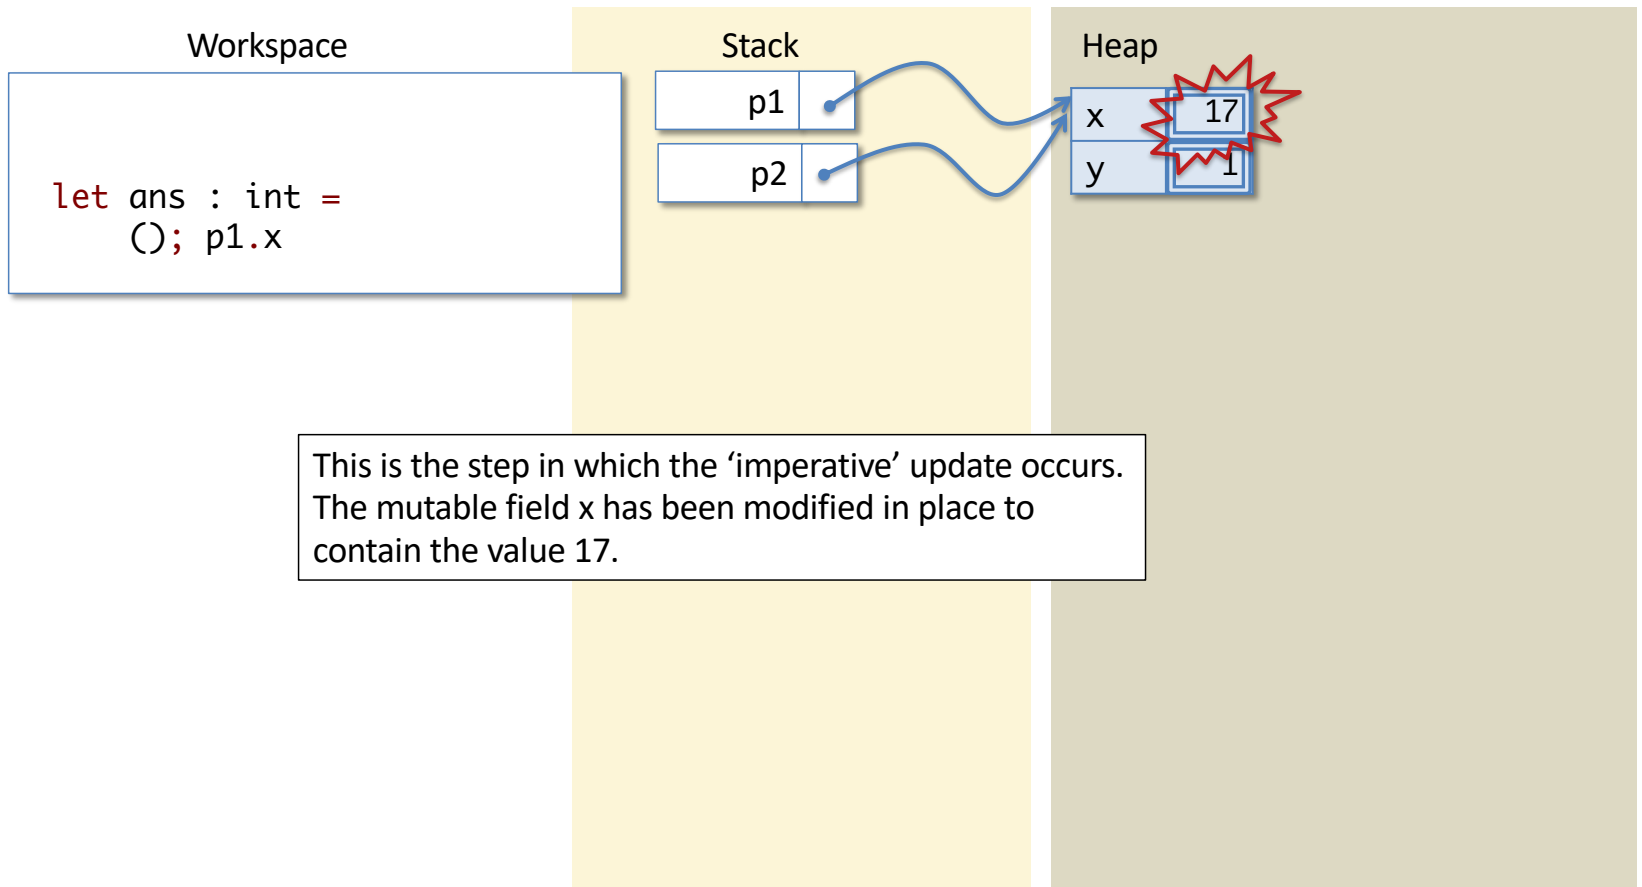 Workspace
Stack
Heap
p1
x
17
p2
y
1
let ans : int =
(); p1.x
This is the step in which the ‘imperative’ update occurs.
The mutable field x has been modified in place to
contain the value 17.